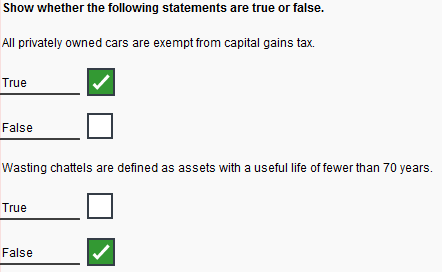 Show whether the following statements are true or false.
All privately owned cars are exempt from capital gains tax.
True
False
Wasting chattels are defined as assets with a useful life of fewer than 70 years.
True
False